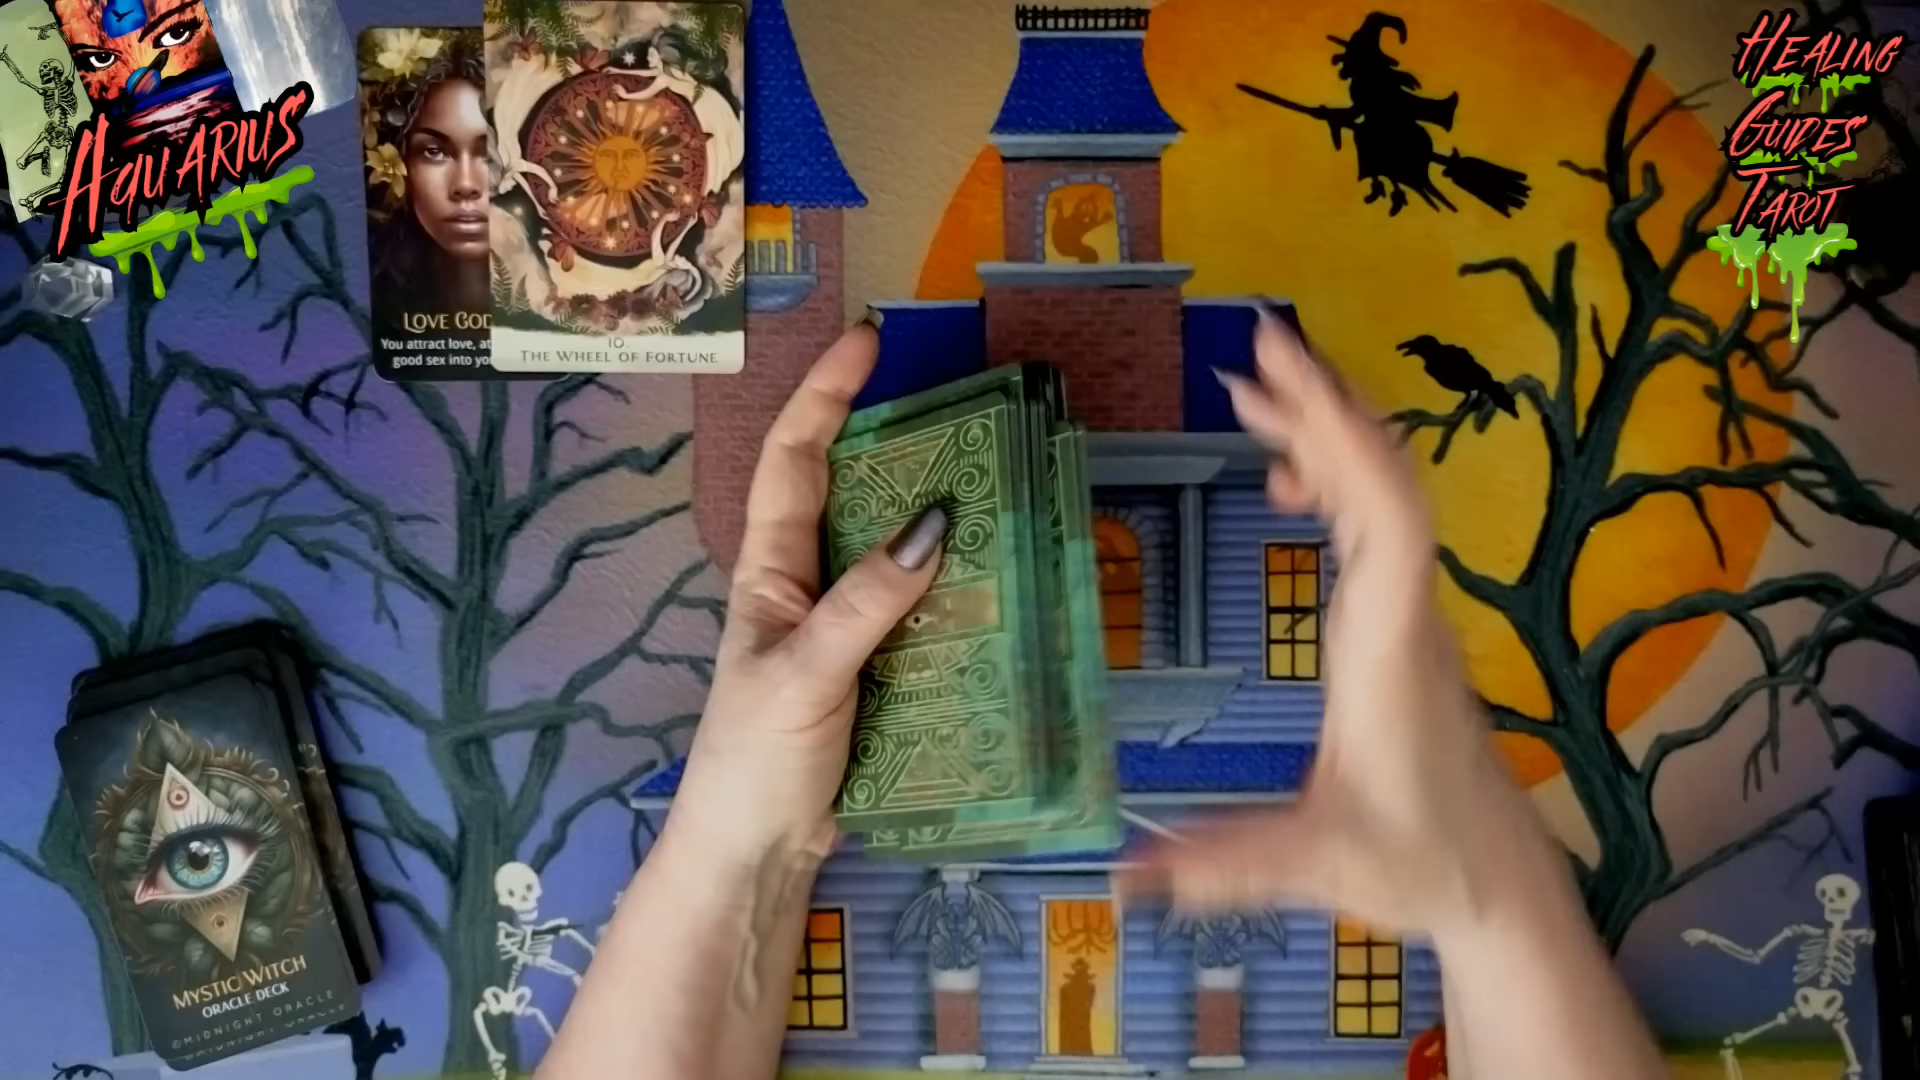 Aquarius
Healing
Guides
Tarot
Love God
You attract love, at
good sex into yo
10
The Wheel of Fortune
Mystic Witch
Oracle Deck
©Midnight Oracle